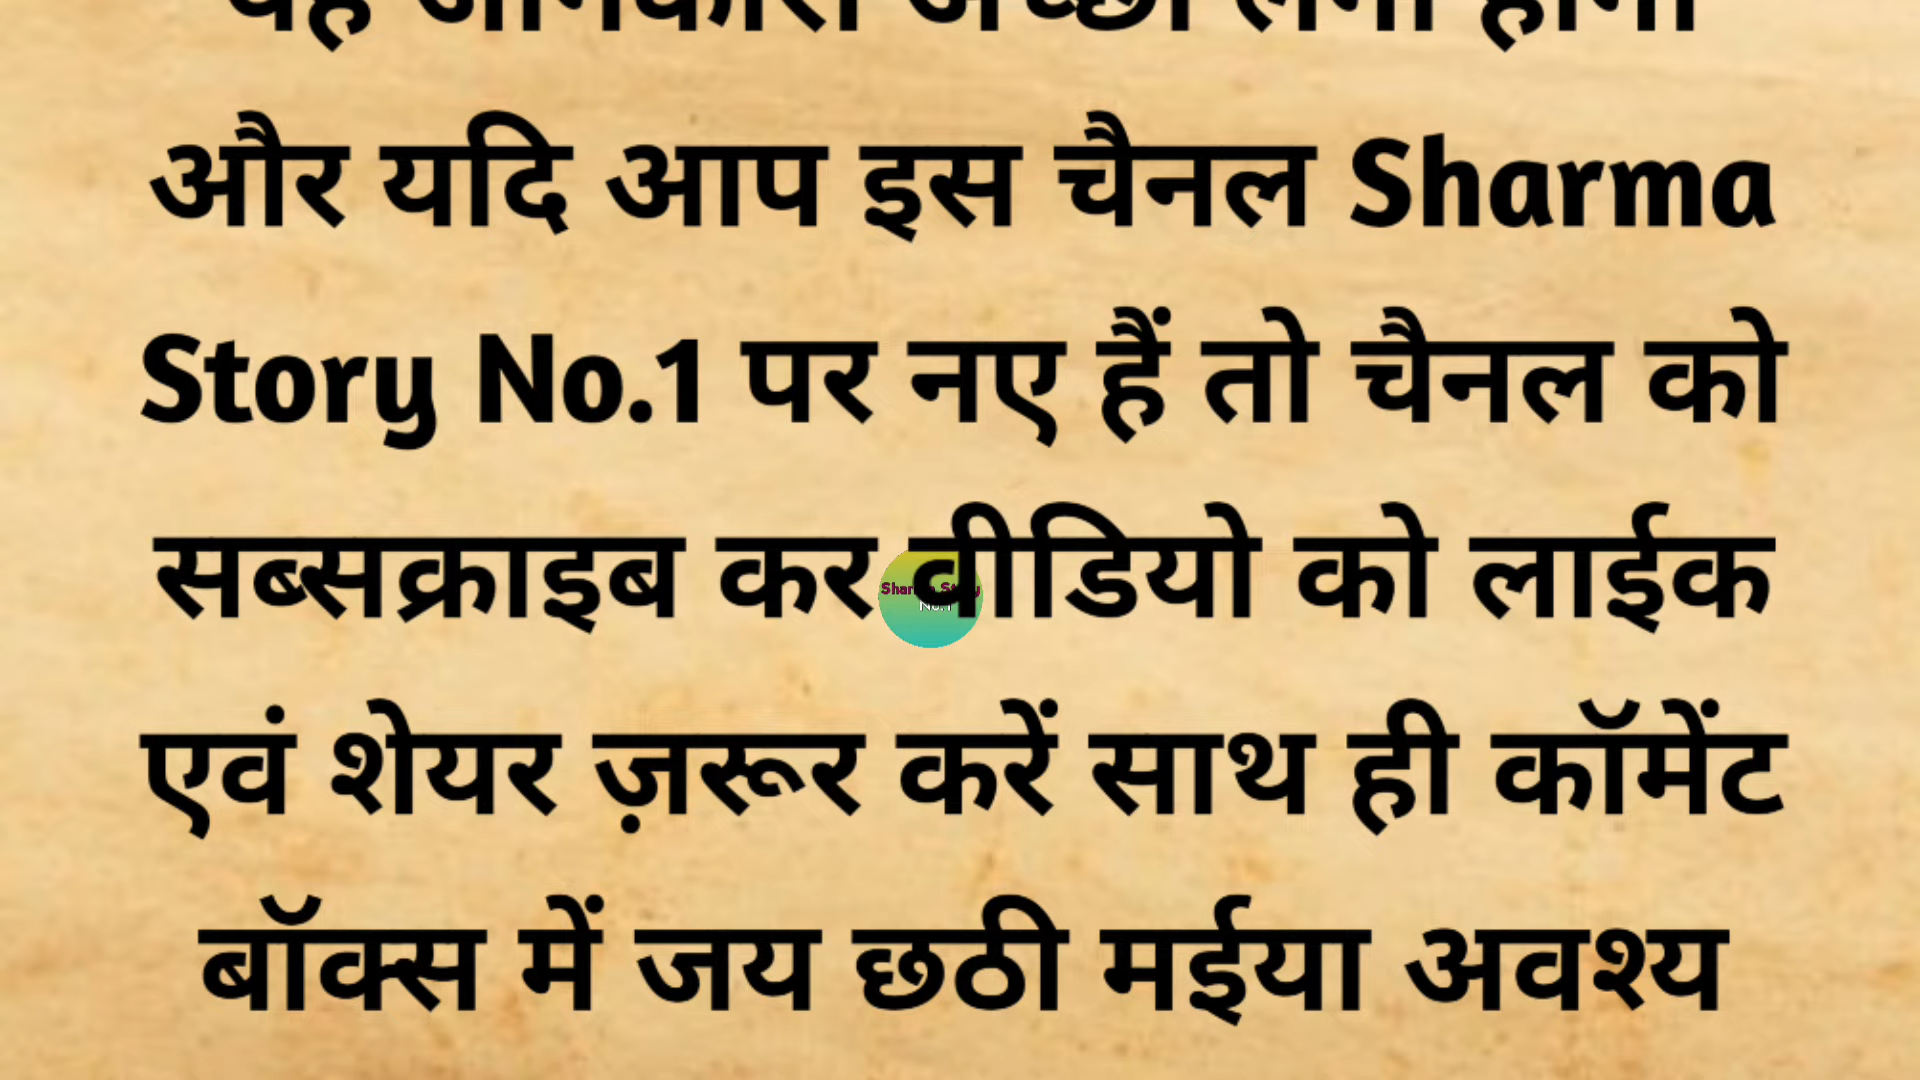 यह जानकारी अच्छी लगी होगी
और यदि आप इस चैनल Sharma
Story No.1 पर नए हैं तो चैनल को
सब्सक्राइब कर वीडियो को लाईक
एवं शेयर ज़रूर करें साथ ही कॉमेंट
बॉक्स में जय छठी मईया अवश्य